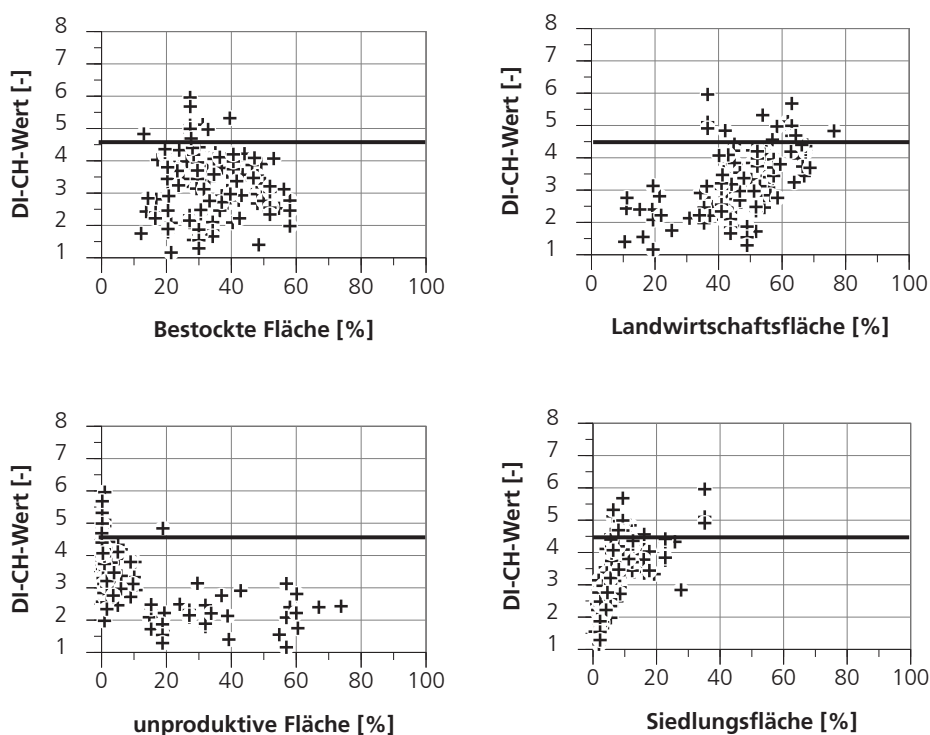 8
7
6
5
4
3
2
1
DI-CH-Wert [-]
0 20 40 60 80 100
Bestockte Fläche [%]
8
7
6
5
4
3
2
1
DI-CH-Wert [-]
0 20 40 60 80 100
Landwirtschaftsfläche [%]
8
7
6
5
4
3
2
1
DI-CH-Wert [-]
0 20 40 60 80 100
unproduktive Fläche [%]
8
7
6
5
4
3
2
1
DI-CH-Wert [-]
0 20 40 60 80 100
Siedlungsfläche [%]